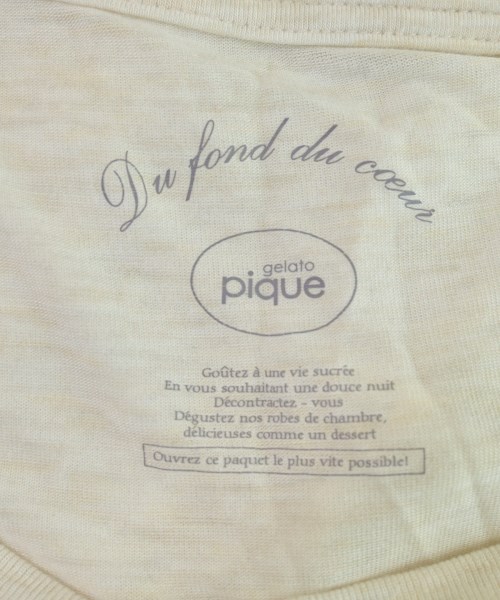 Du fond du cœur
gelato
pique
Goûtez à une vie sucrée
En vous souhaitant une douce nuit
Décontractez - vous
Dégustez nos robes de chambre,
délicieuses comme un dessert
Ouvrez ce paquet le plus vite possible!